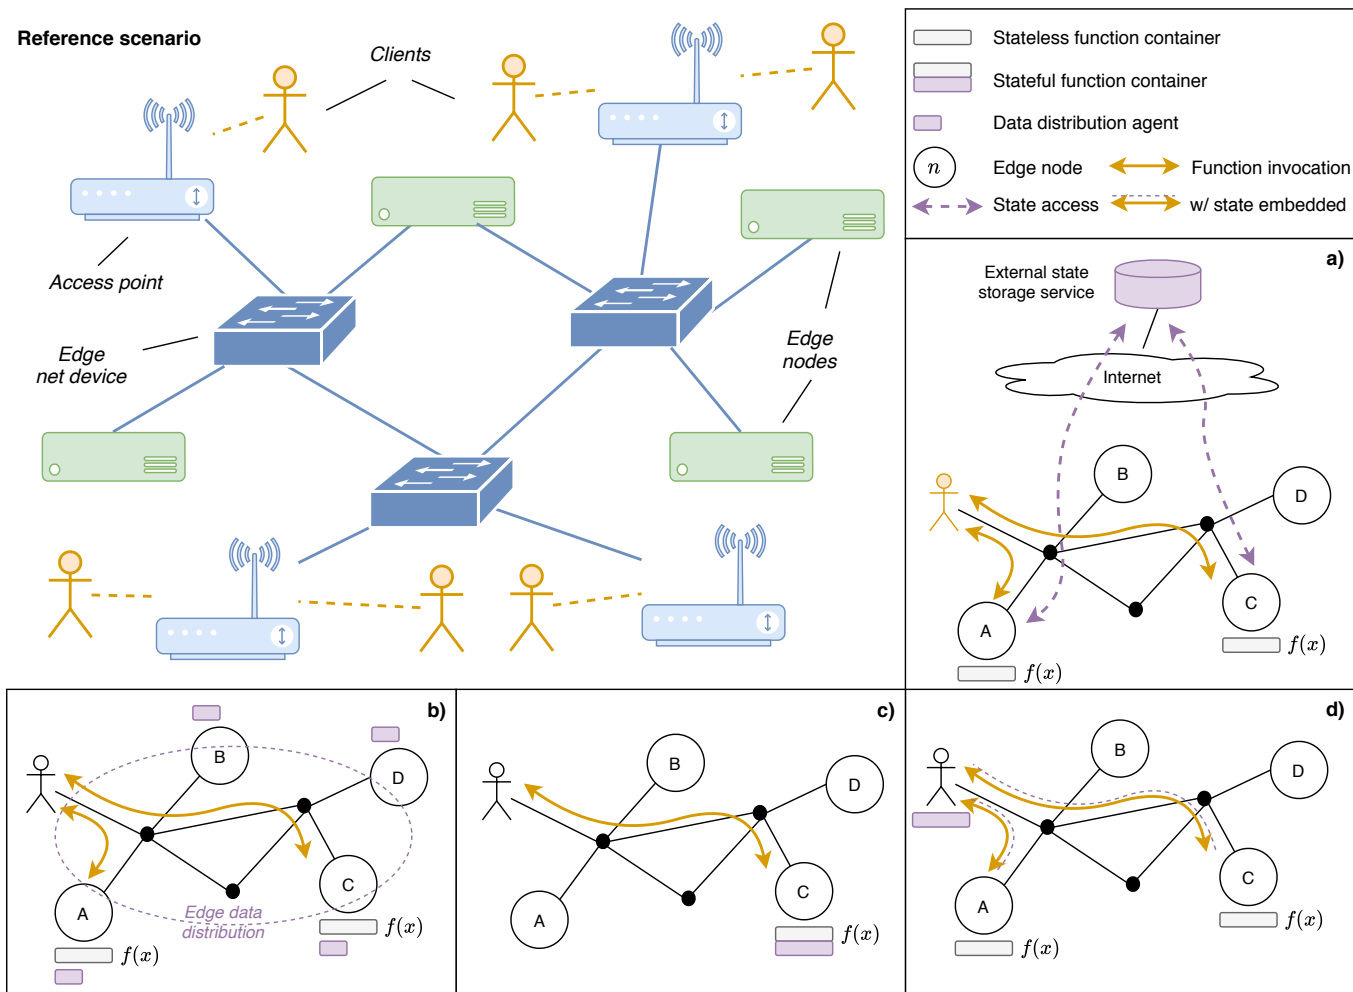 Reference scenario
Clients
Access point
Edge
net device
Edge
nodes
Stateless function container
Stateful function container
Data distribution agent
n
Edge node
Function invocation
State access
w/ state embedded
a)
External state
storage service
Internet
B
D
C
A
f(x)
f(x)
b)
B
D
C
A
Edge data
distribution
f(x)
f(x)
c)
B
D
C
A
f(x)
d)
B
D
C
A
f(x)
f(x)